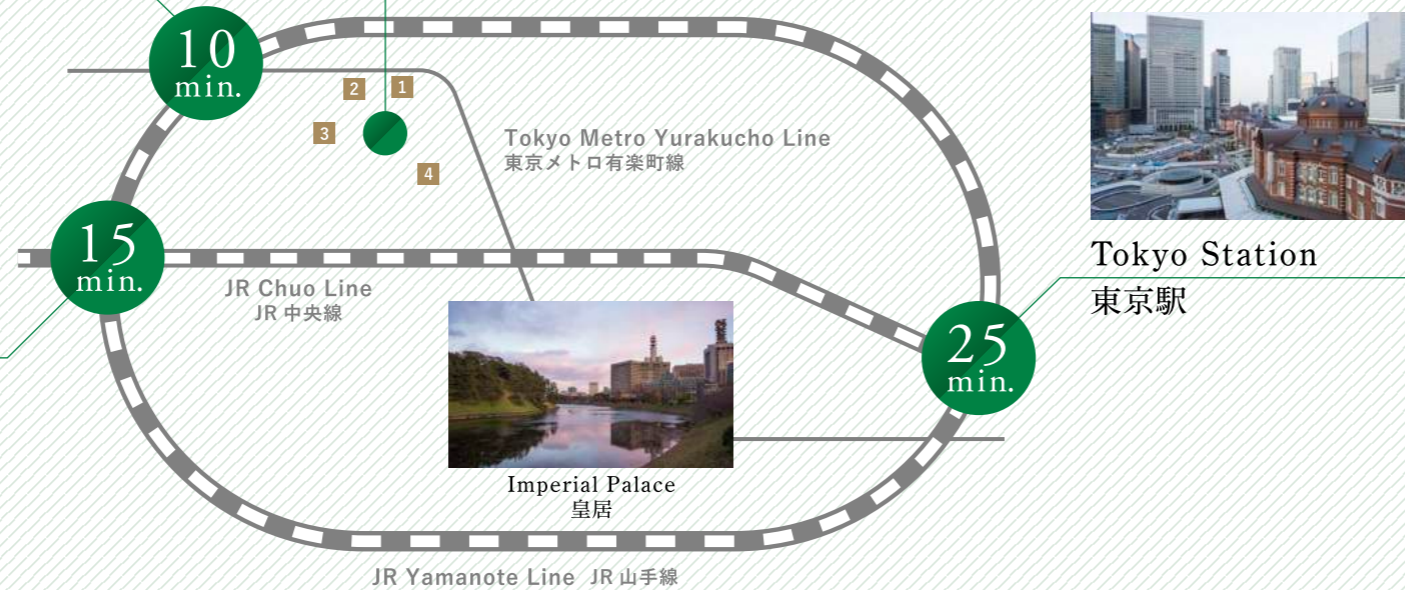 10
min.
2
1
3
4
Tokyo Metro Yurakucho Line
東京メトロ有楽町線
15
min.
JR Chuo Line
JR 中央線
Tokyo Station
東京駅
25
min.
Imperial Palace
皇居
JR Yamanote Line JR 山手線